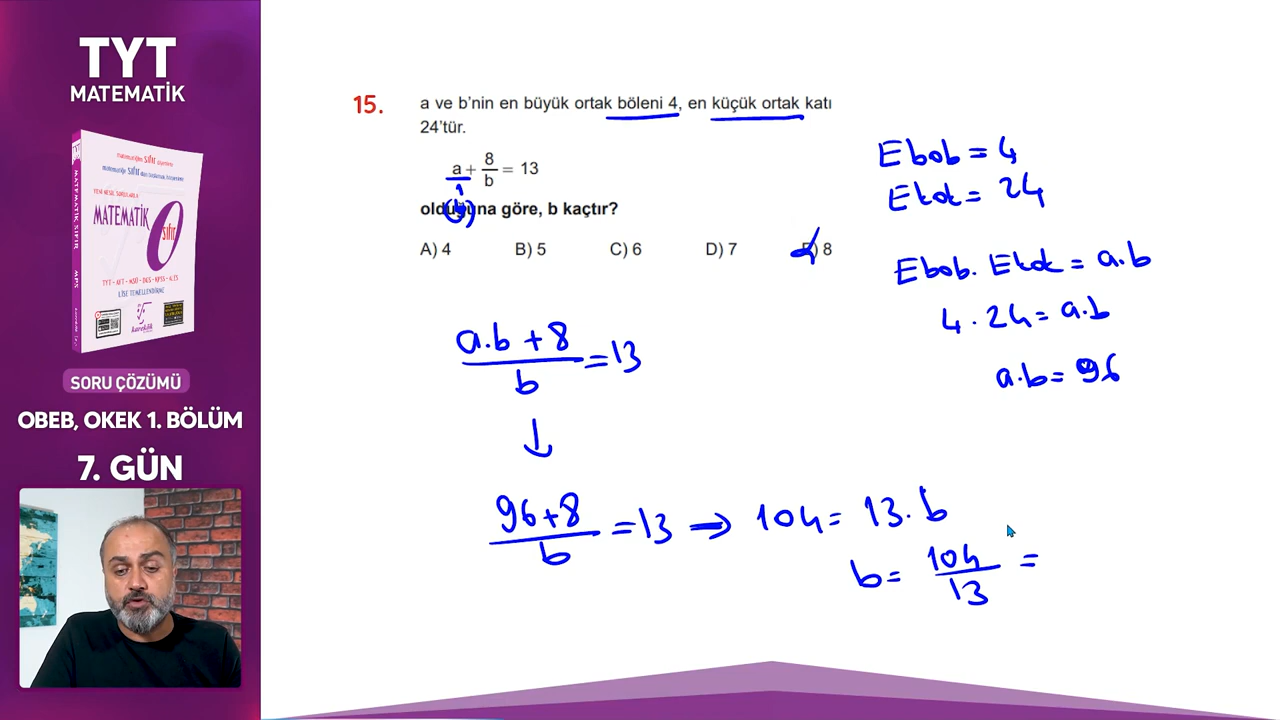 TYT
MATEMATİK
MATEMATİK
sıfır
SORU ÇÖZÜMÜ
OBEB, OKEK 1. BÖLÜM
7. GÜN
15. a ve b'nin en büyük ortak böleni 4, en küçük ortak katı
24'tür.
a + 8/b = 13
(4)
olduğuna göre, b kaçtır?
A) 4 B) 5 C) 6 D) 7 E) 8
Ebob = 4
Ekok = 24
Ebob. Ekok = a.b
4 . 24 = a.b
a.b = 96
a.b + 8
b
=13
↓
96+8
b
=13 → 104 = 13.b
b = 104/13 =